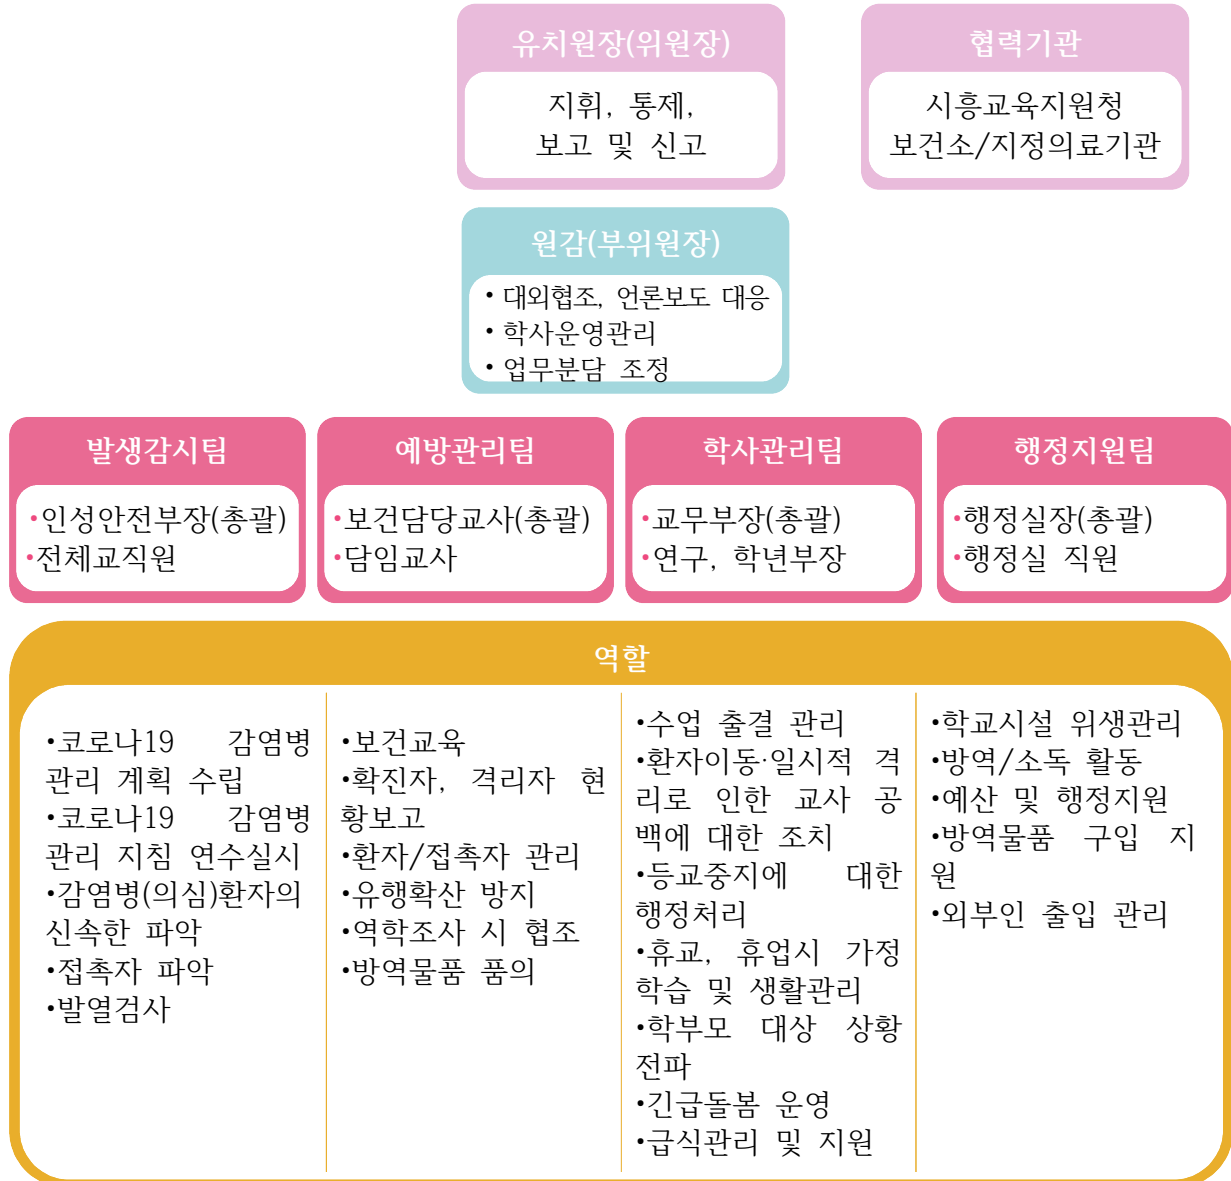 유치원장(위원장)
지휘, 통제,
보고 및 신고
협력기관
시흥교육지원청
보건소/지정의료기관
원감(부위원장)
• 대외협조, 언론보도 대응
• 학사운영관리
• 업무분담 조정
발생감시팀
•인성안전부장(총괄)
•전체교직원
예방관리팀
•보건담당교사(총괄)
•담임교사
학사관리팀
•교무부장(총괄)
•연구, 학년부장
행정지원팀
•행정실장(총괄)
•행정실 직원
역할
•코로나19 감염병
관리 계획 수립
•코로나19 감염병
관리 지침 연수실시
•감염병(의심)환자의
신속한 파악
•접촉자 파악
•발열검사
•보건교육
•확진자, 격리자 현
황보고
•환자/접촉자 관리
•유행확산 방지
•역학조사 시 협조
•방역물품 품의
•수업 출결 관리
•환자이동·일시적 격
리로 인한 교사 공
백에 대한 조치
•등교중지에 대한
행정처리
•휴교, 휴업시 가정
학습 및 생활관리
•학부모 대상 상황
전파
•긴급돌봄 운영
•급식관리 및 지원
•학교시설 위생관리
•방역/소독 활동
•예산 및 행정지원
•방역물품 구입 지
원
•외부인 출입 관리